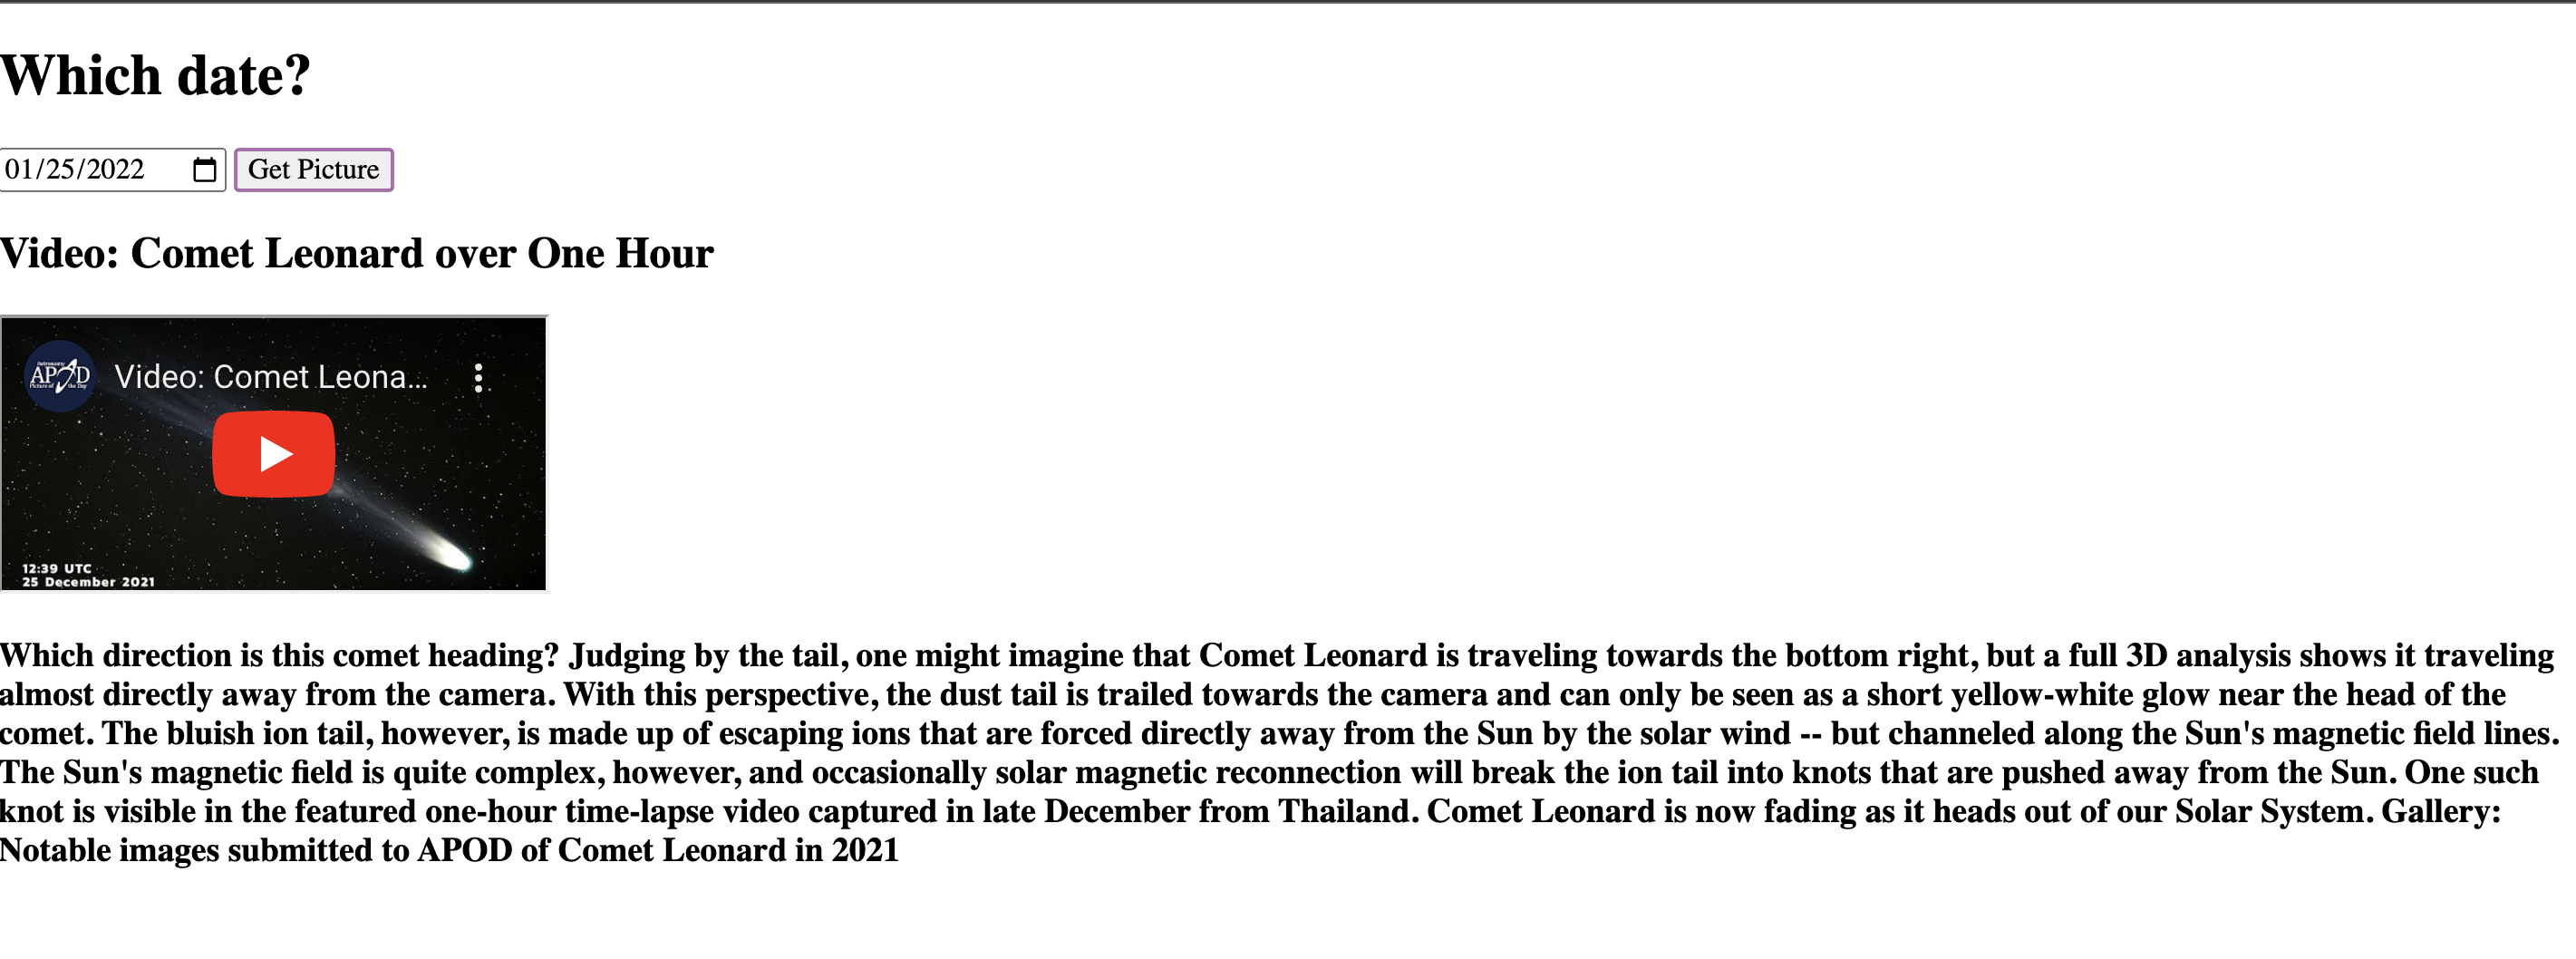 Which date?
01/25/2022 Get Picture
Video: Comet Leonard over One Hour
Astronomy
APOD
Picture of the Day
Video: Comet Leona...
12:39 UTC
25 December 2021
Which direction is this comet heading? Judging by the tail, one might imagine that Comet Leonard is traveling towards the bottom right, but a full 3D analysis shows it traveling
almost directly away from the camera. With this perspective, the dust tail is trailed towards the camera and can only be seen as a short yellow-white glow near the head of the
comet. The bluish ion tail, however, is made up of escaping ions that are forced directly away from the Sun by the solar wind -- but channeled along the Sun's magnetic field lines.
The Sun's magnetic field is quite complex, however, and occasionally solar magnetic reconnection will break the ion tail into knots that are pushed away from the Sun. One such
knot is visible in the featured one-hour time-lapse video captured in late December from Thailand. Comet Leonard is now fading as it heads out of our Solar System. Gallery:
Notable images submitted to APOD of Comet Leonard in 2021